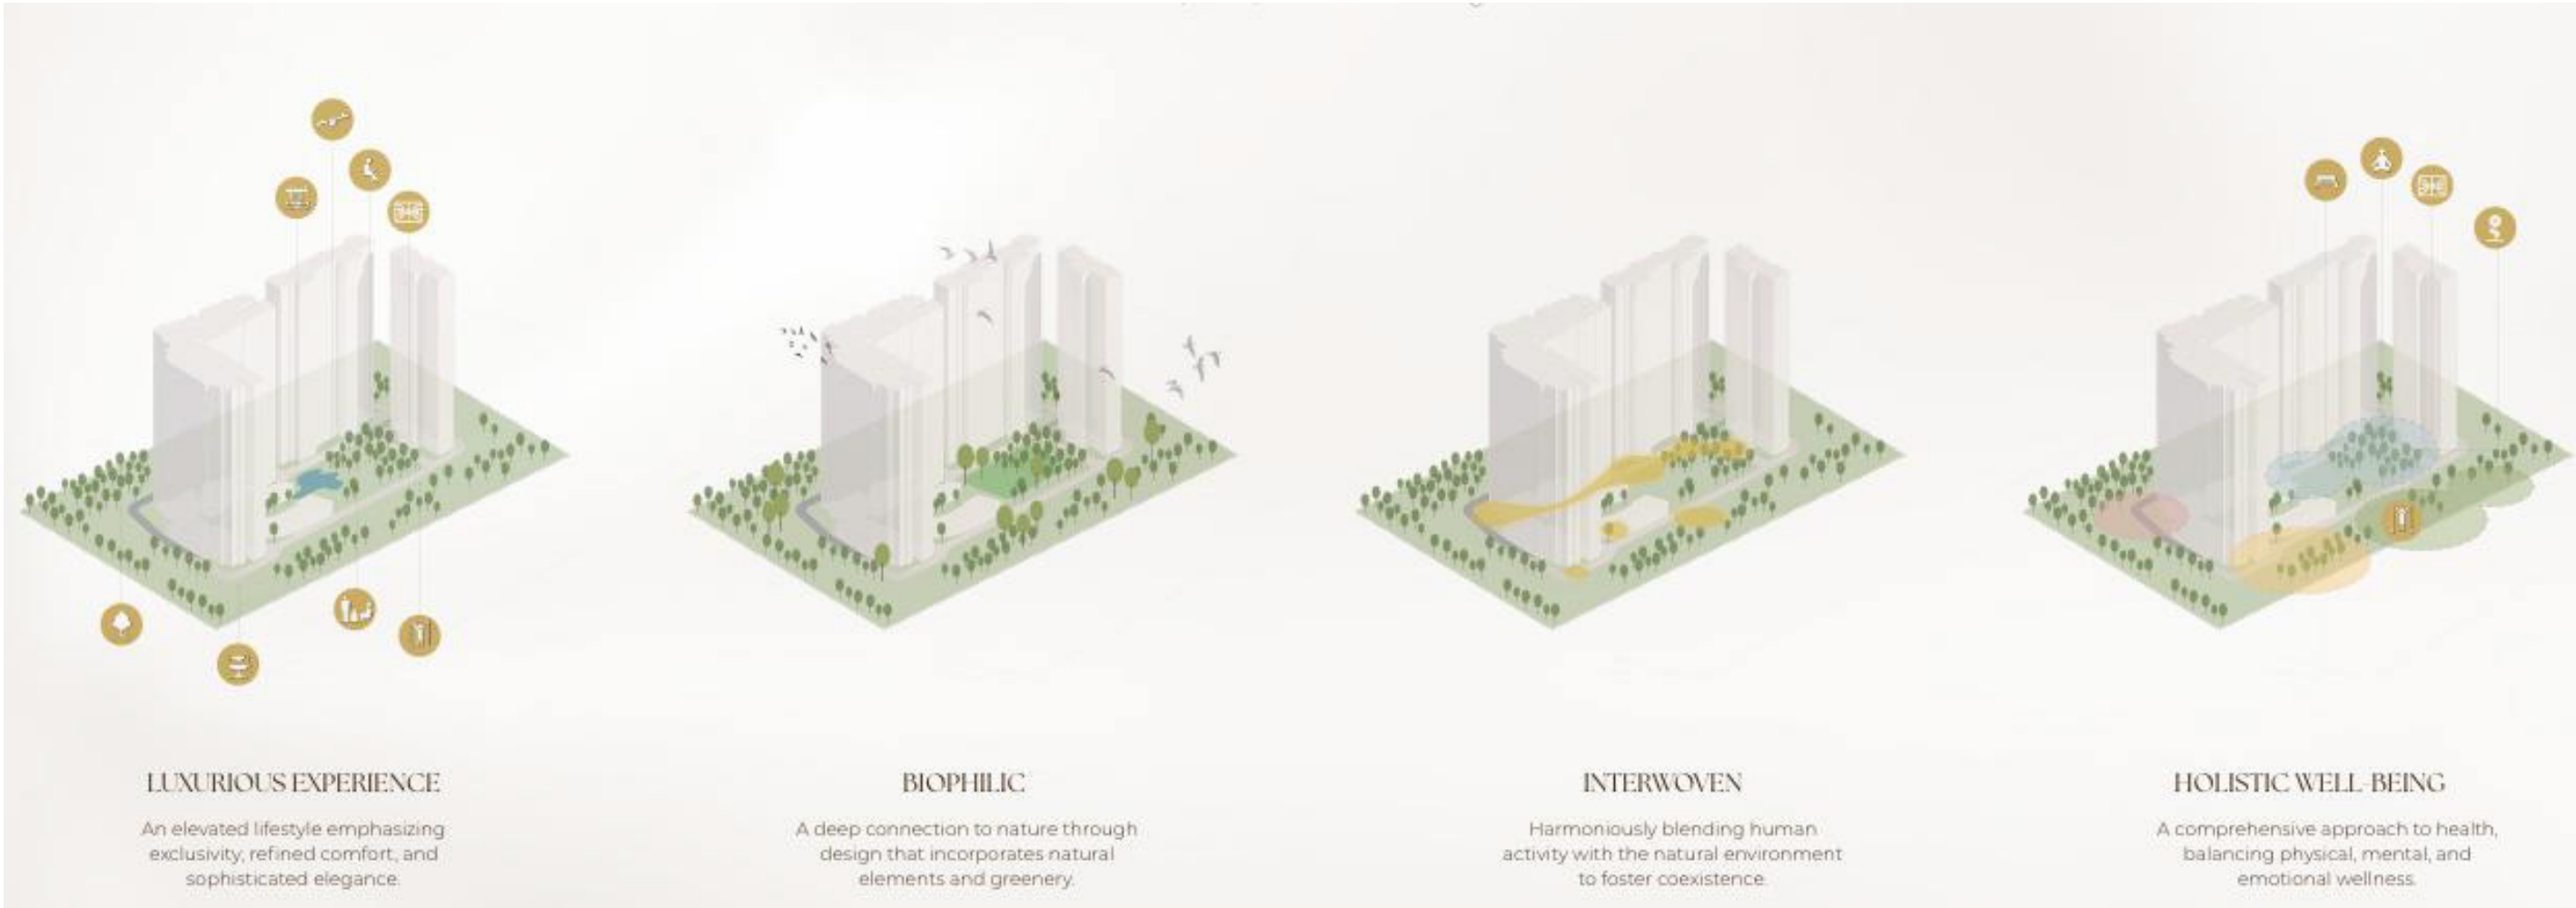 LUXURIOUS EXPERIENCE
An elevated lifestyle emphasizing
exclusivity, refined comfort, and
sophisticated elegance.
BIOPHILIC
A deep connection to nature through
design that incorporates natural
elements and greenery.
INTERWOVEN
Harmoniously blending human
activity with the natural environment
to foster coexistence.
HOLISTIC WELL-BEING
A comprehensive approach to health,
balancing physical, mental, and
emotional wellness.